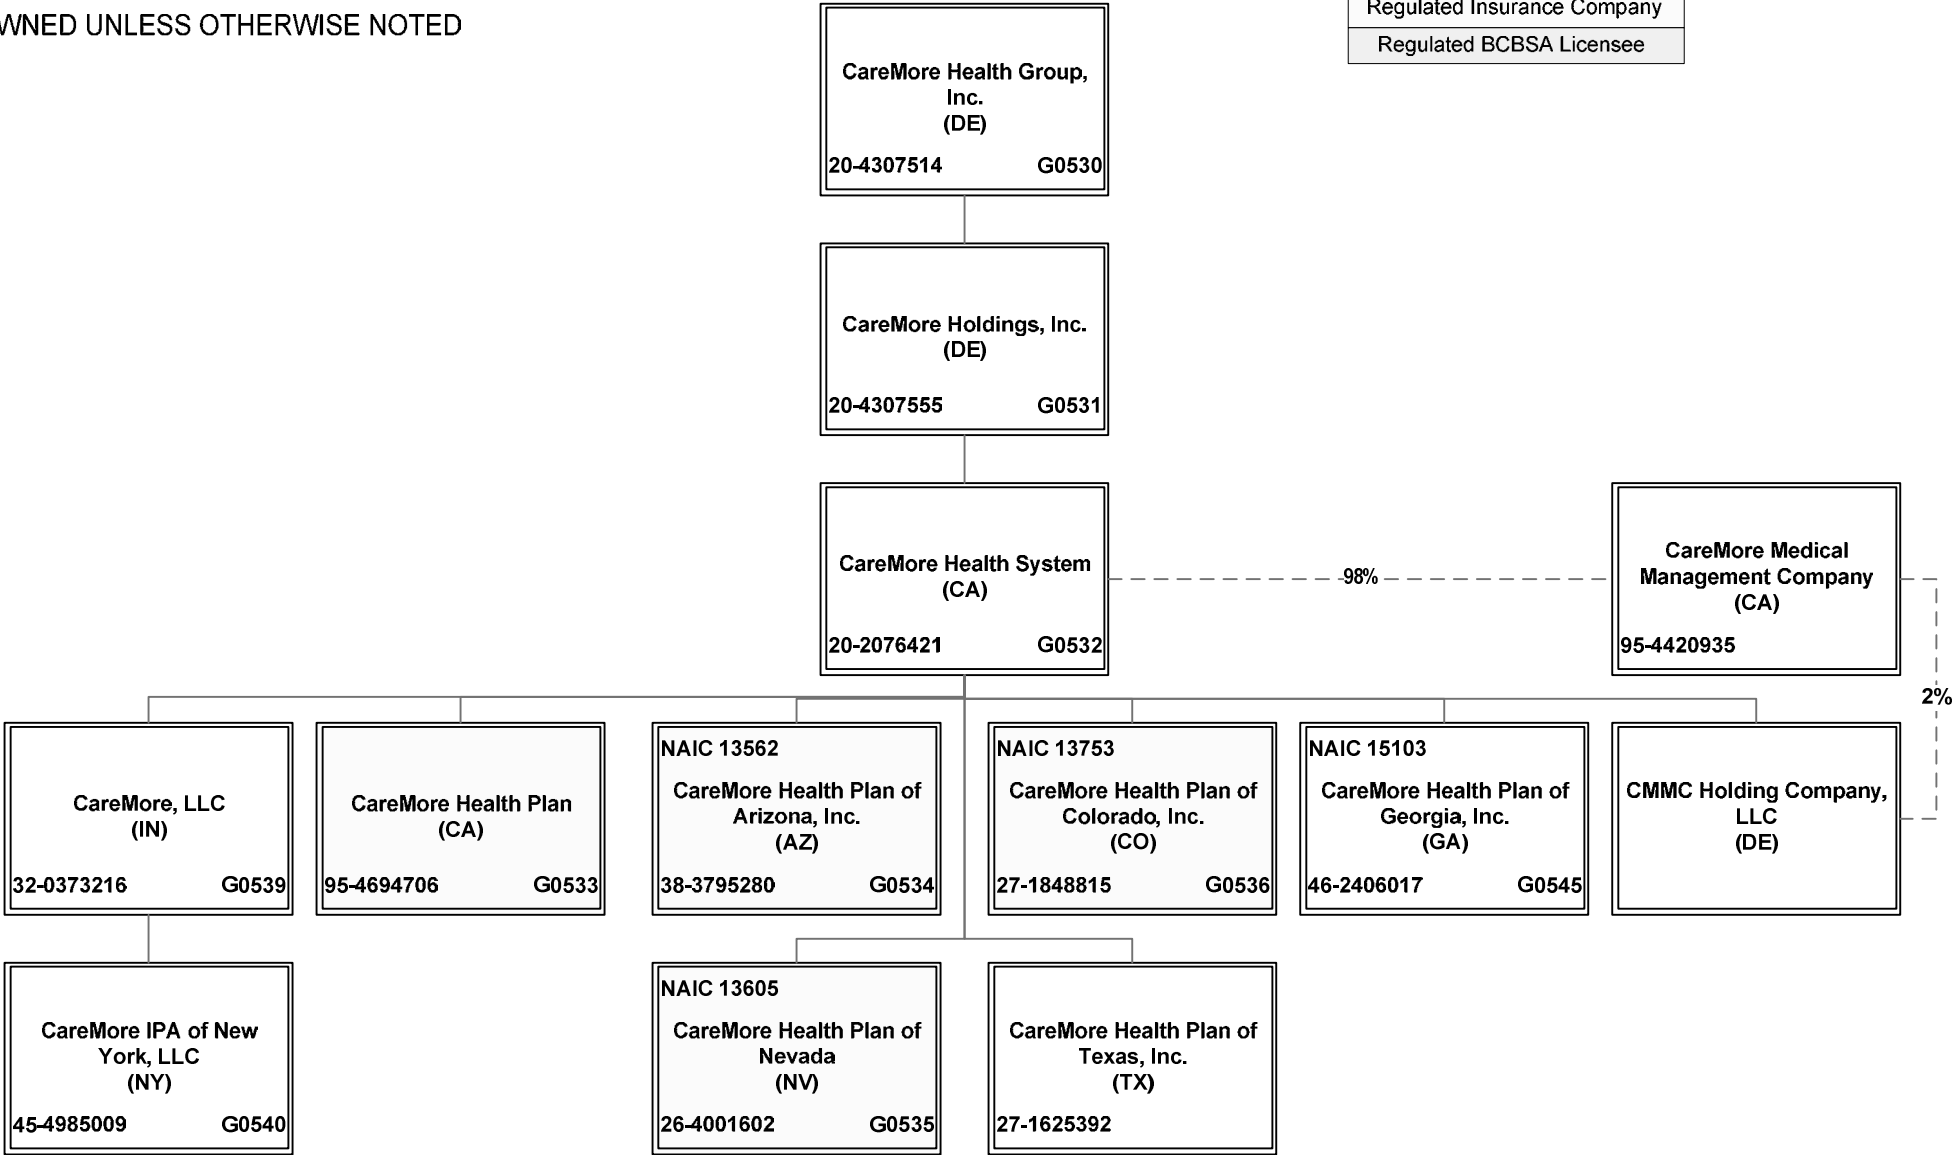 OWNED UNLESS OTHERWISE NOTED
Regulated Insurance Company
Regulated BCBSA Licensee
CareMore Health Group,
Inc.
(DE)
20-4307514 G0530
CareMore Holdings, Inc.
(DE)
20-4307555 G0531
CareMore Health System
(CA)
20-2076421 G0532
98%
CareMore Medical
Management Company
(CA)
95-4420935
2%
CareMore, LLC
(IN)
32-0373216 G0539
CareMore Health Plan
(CA)
95-4694706 G0533
NAIC 13562
CareMore Health Plan of
Arizona, Inc.
(AZ)
38-3795280 G0534
NAIC 13753
CareMore Health Plan of
Colorado, Inc.
(CO)
27-1848815 G0536
NAIC 15103
CareMore Health Plan of
Georgia, Inc.
(GA)
46-2406017 G0545
CMMC Holding Company,
LLC
(DE)
CareMore IPA of New
York, LLC
(NY)
45-4985009 G0540
NAIC 13605
CareMore Health Plan of
Nevada
(NV)
26-4001602 G0535
CareMore Health Plan of
Texas, Inc.
(TX)
27-1625392